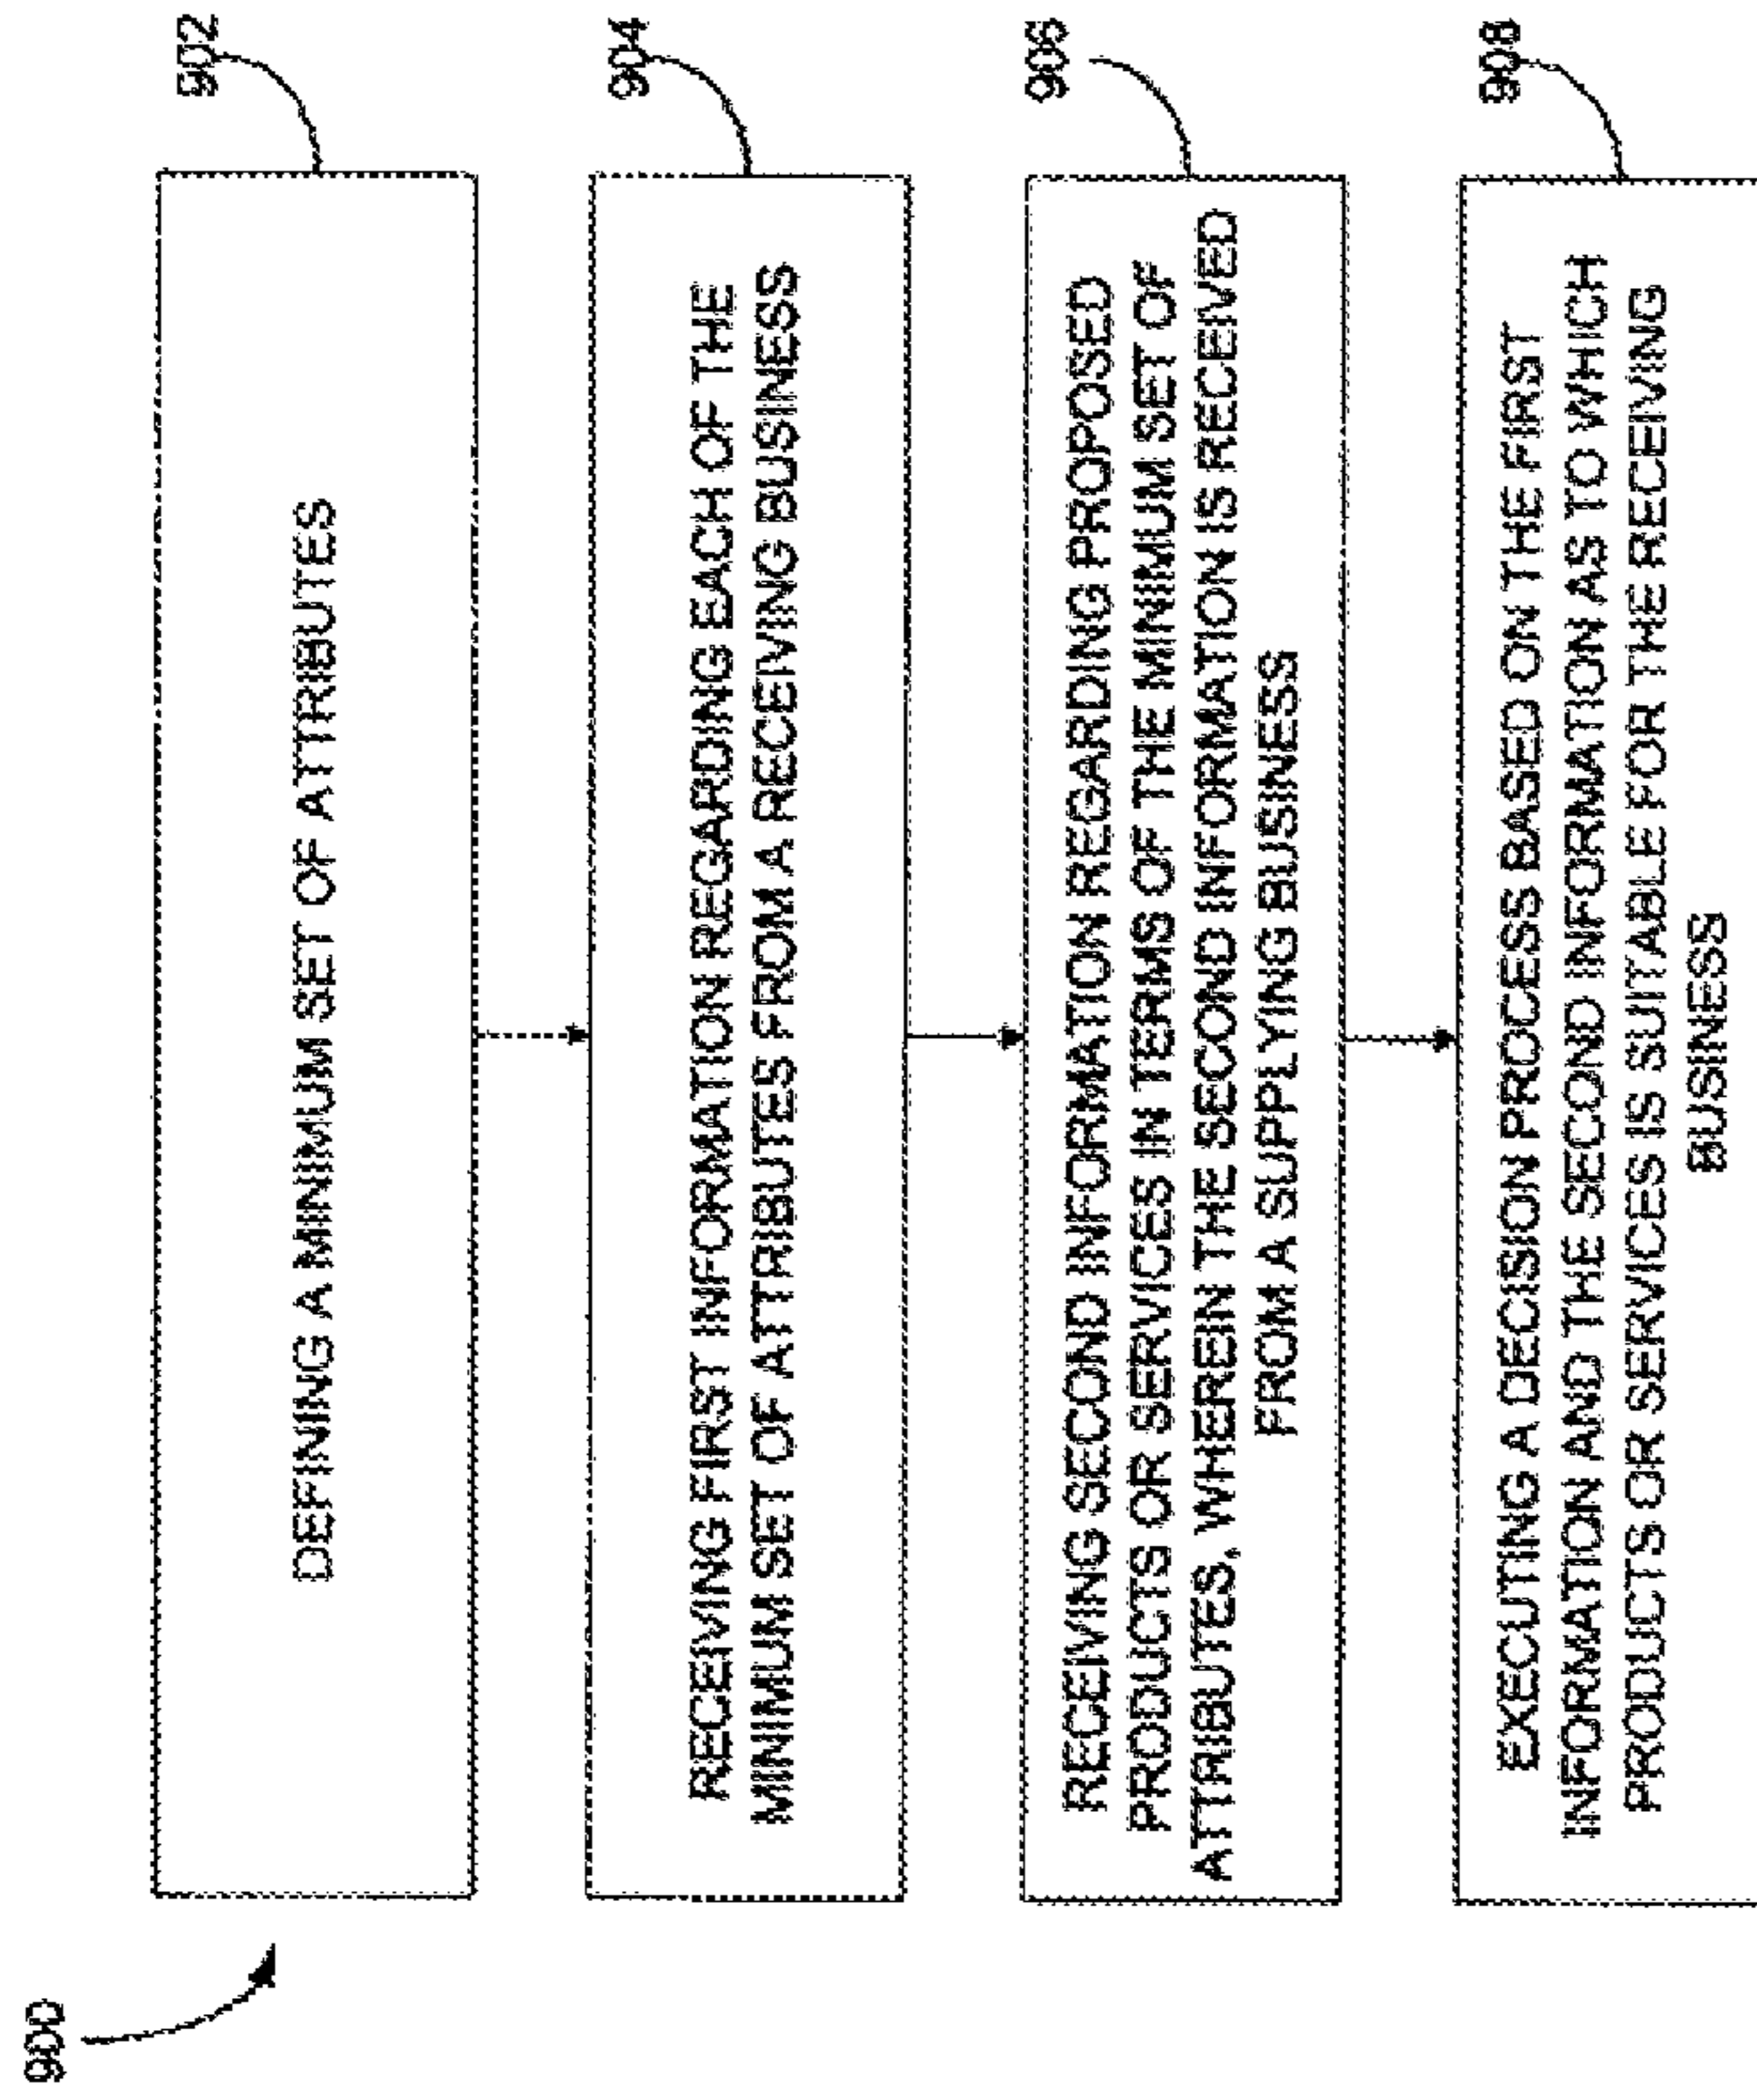 900
902
DEFINING A MINIMUM SET OF ATTRIBUTES
904
RECEIVING FIRST INFORMATION REGARDING EACH OF THE
MINIMUM SET OF ATTRIBUTES FROM A RECEIVING BUSINESS
906
RECEIVING SECOND INFORMATION REGARDING PROPOSED
PRODUCTS OR SERVICES IN TERMS OF THE MINIMUM SET OF
ATTRIBUTES, WHEREIN THE SECOND INFORMATION IS RECEIVED
FROM A SUPPLYING BUSINESS
908
EXECUTING A DECISION PROCESS BASED ON THE FIRST
INFORMATION AND THE SECOND INFORMATION AS TO WHICH
PRODUCTS OR SERVICES IS SUITABLE FOR THE RECEIVING
BUSINESS